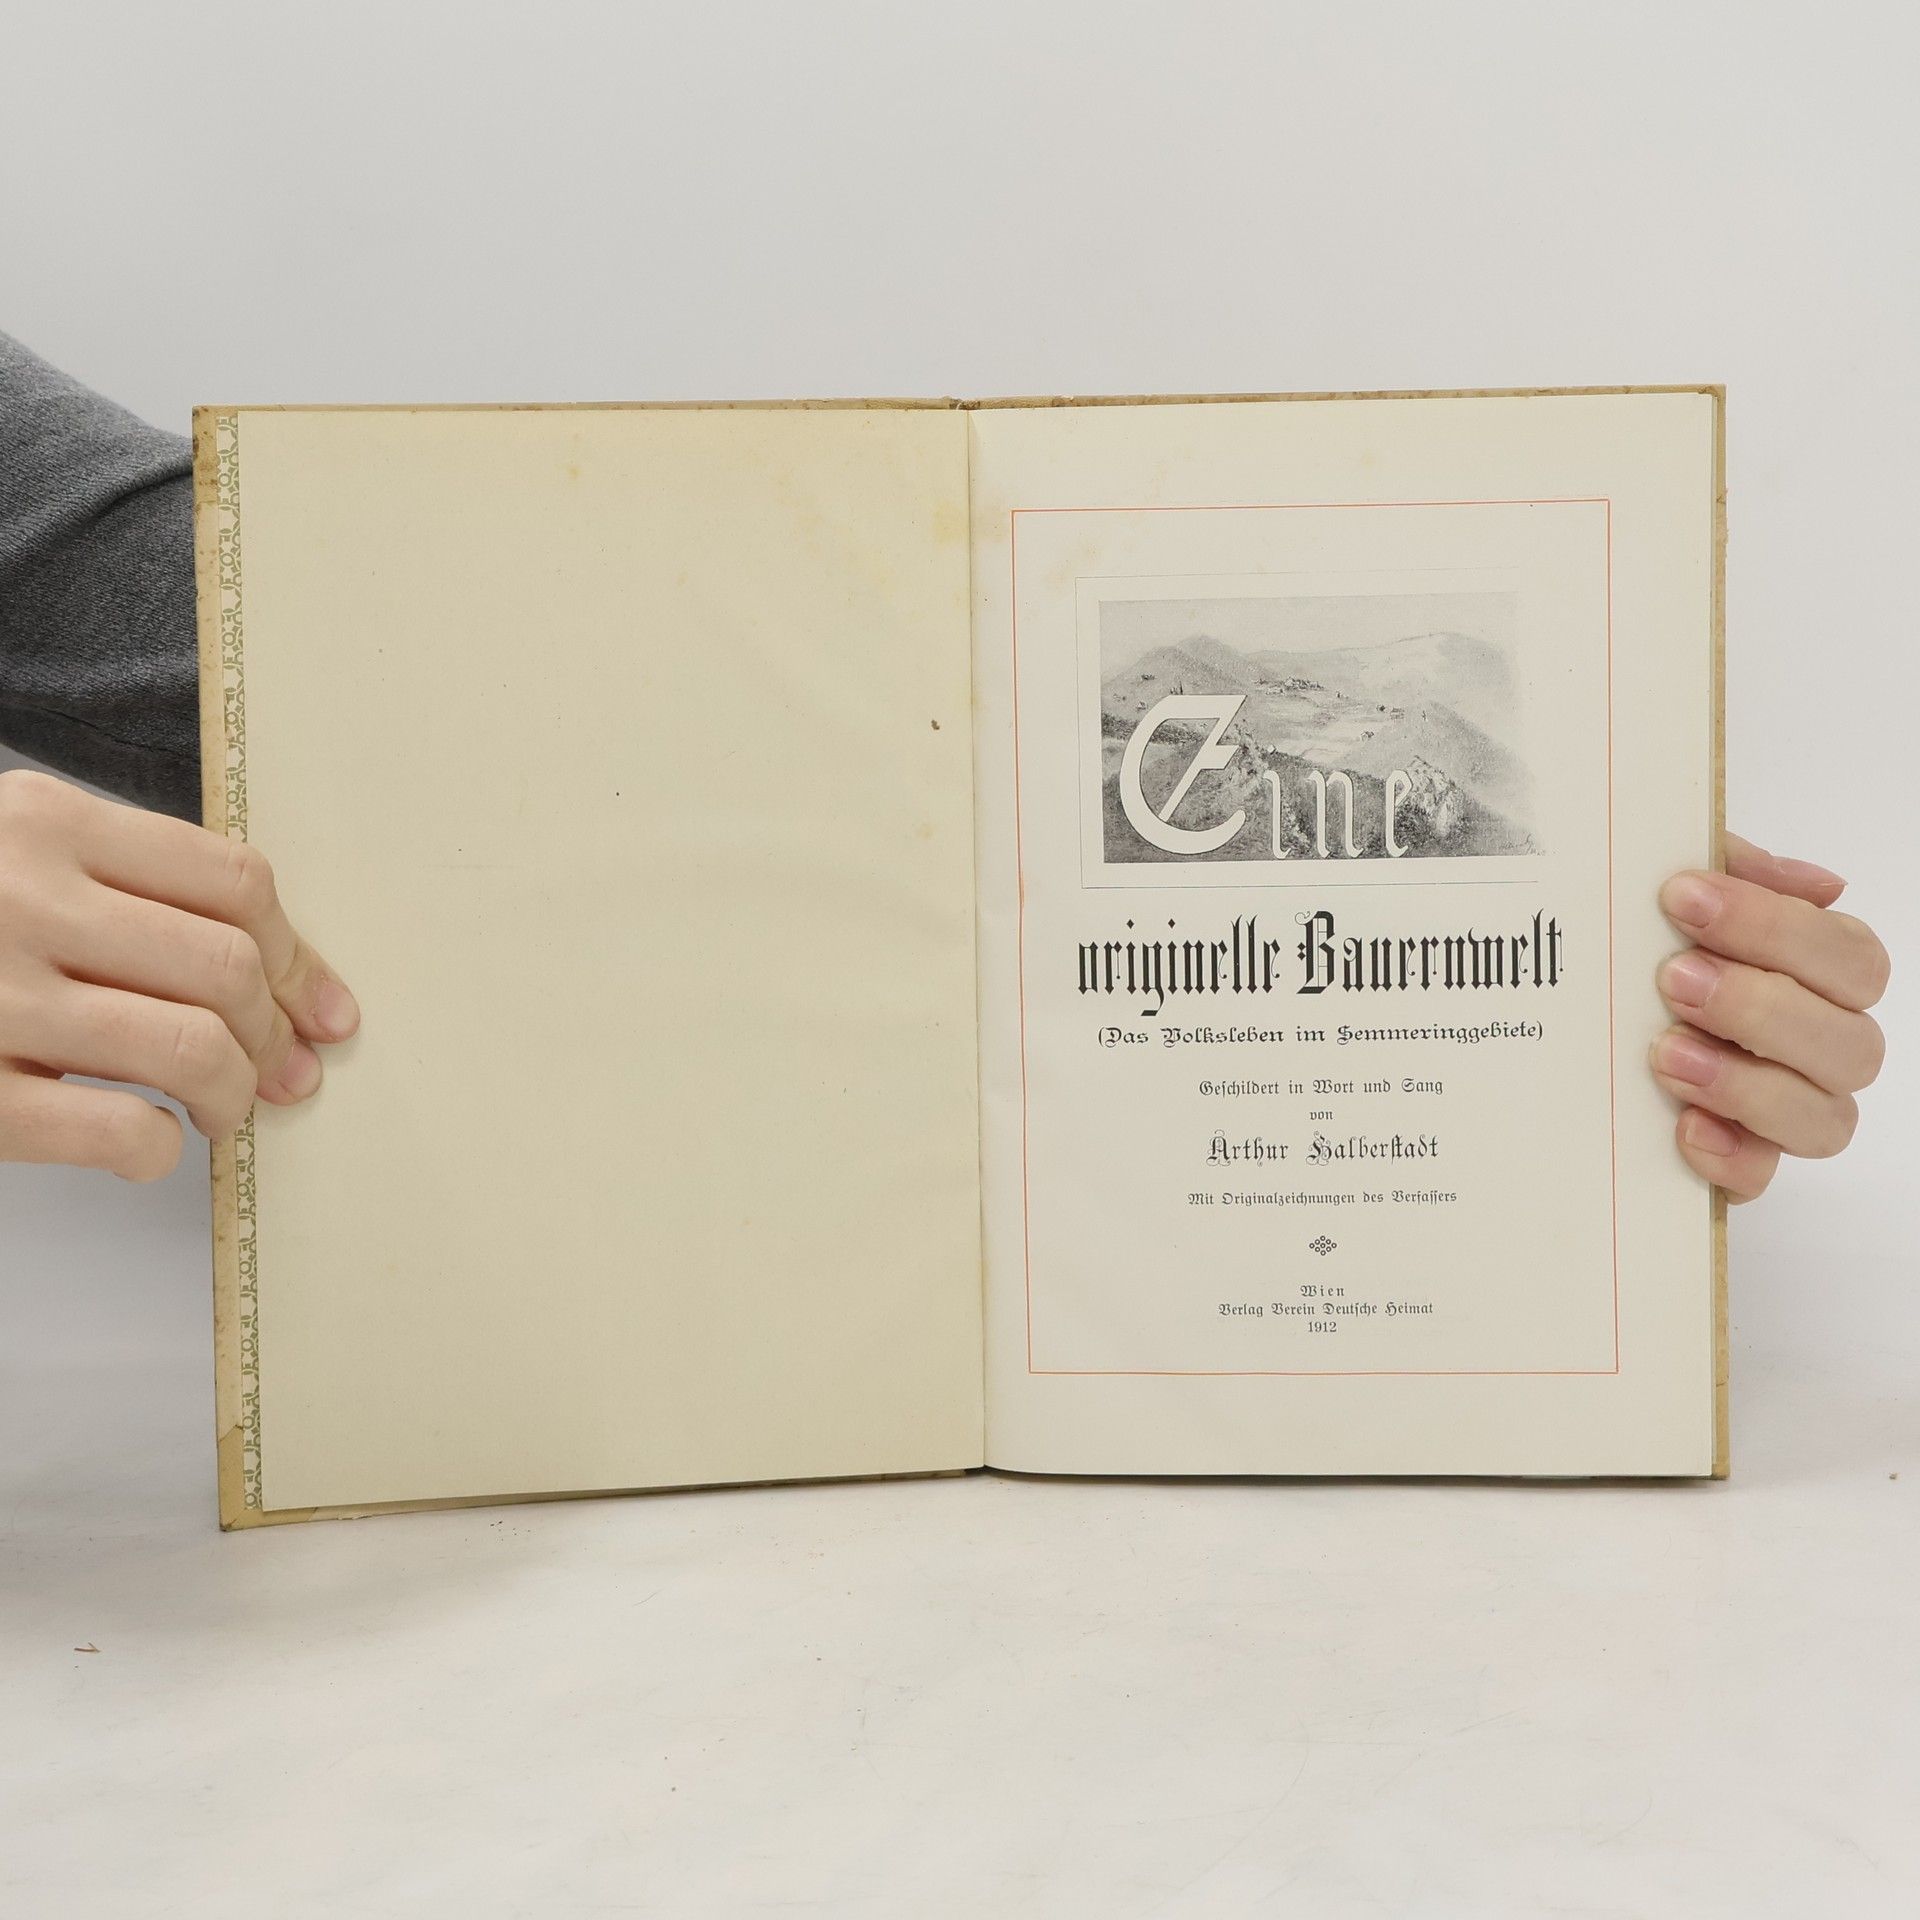 Eine
originelle Bauernwelt
(Das Volksleben im Semmeringgebiete)
Geschildert in Wort und Sang
von
Arthur Halberstadt
Mit Originalzeichnungen des Verfassers
Wien
Verlag Verein Deutsche Heimat
1912